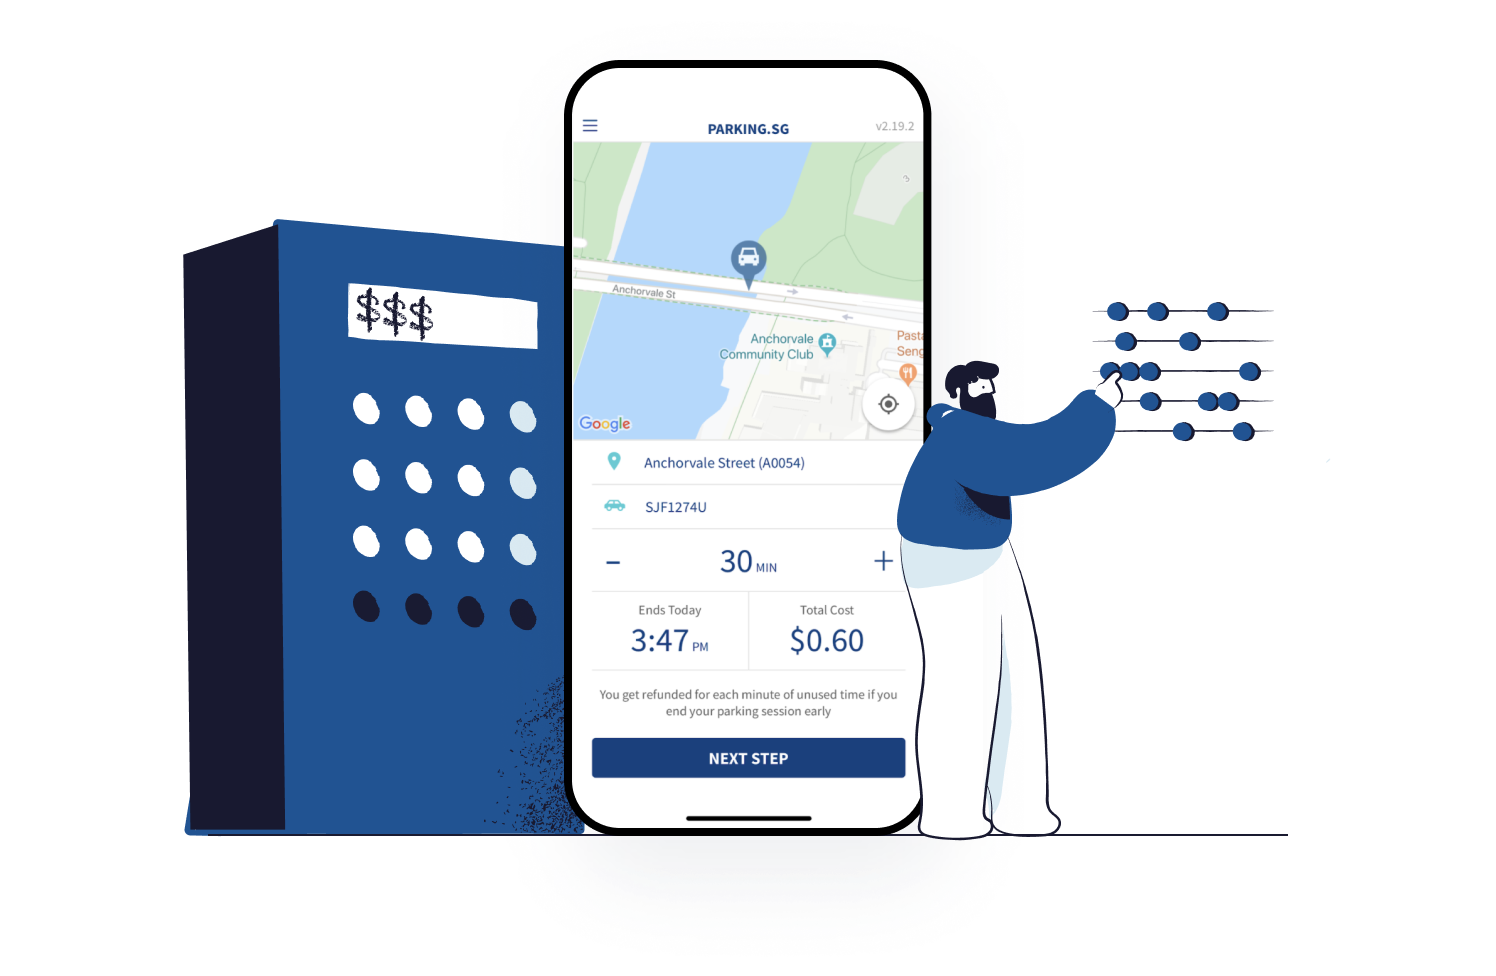 PARKING.SG
v2.19.2
$$$
Anchorvale St
Anchorvale
Community Club
Pasta
Seng
Google
Anchorvale Street (A0054)
SJF1274U
– 30 MIN +
Ends Today
3:47 PM
Total Cost
$0.60
You get refunded for each minute of unused time if you
end your parking session early
NEXT STEP